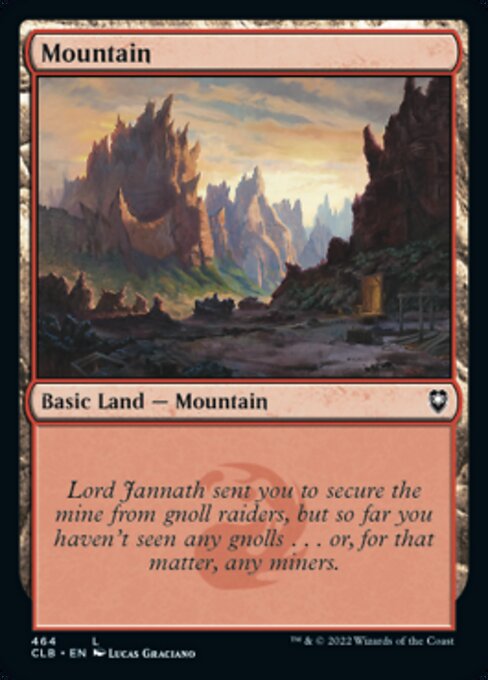 Mountain
Basic Land — Mountain
Lord Jannath sent you to secure the
mine from gnoll raiders, but so far you
haven't seen any gnolls . . . or, for that
matter, any miners.
464 L
CLB • EN Lucas Graciano
™ & © 2022 Wizards of the Coast